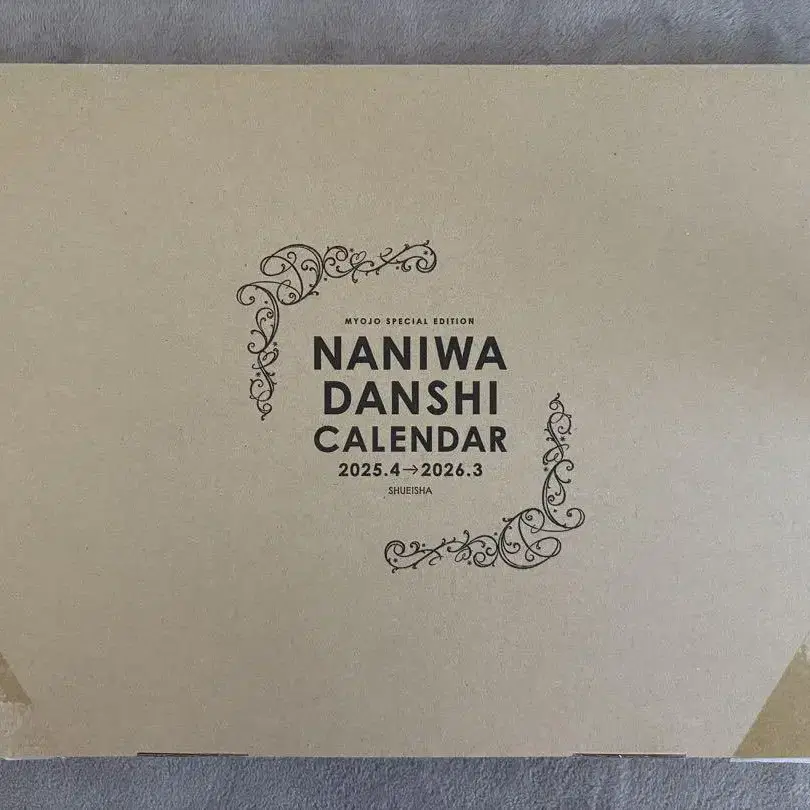 MYOJO SPECIAL EDITION
NANIWA
DANSHI
CALENDAR
2025.4→2026.3
SHUEISHA